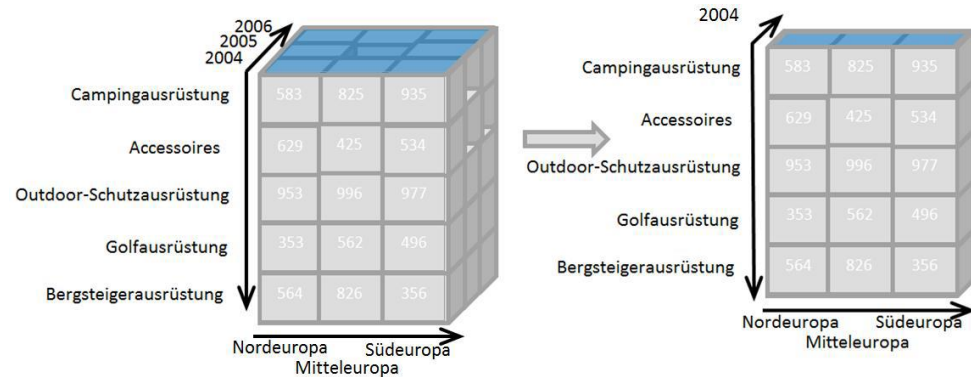 2006
2005
2004
Campingausrüstung 583 825 935
Accessoires 629 425 534
Outdoor-Schutzausrüstung 953 996 977
Golfausrüstung 353 562 496
Bergsteigerausrüstung 564 826 356
Nordeuropa Südeuropa
Mitteleuropa
2004
Campingausrüstung 583 825 935
Accessoires 629 425 534
Outdoor-Schutzausrüstung 953 996 977
Golfausrüstung 353 562 496
Bergsteigerausrüstung 564 826 356
Nordeuropa Südeuropa
Mitteleuropa